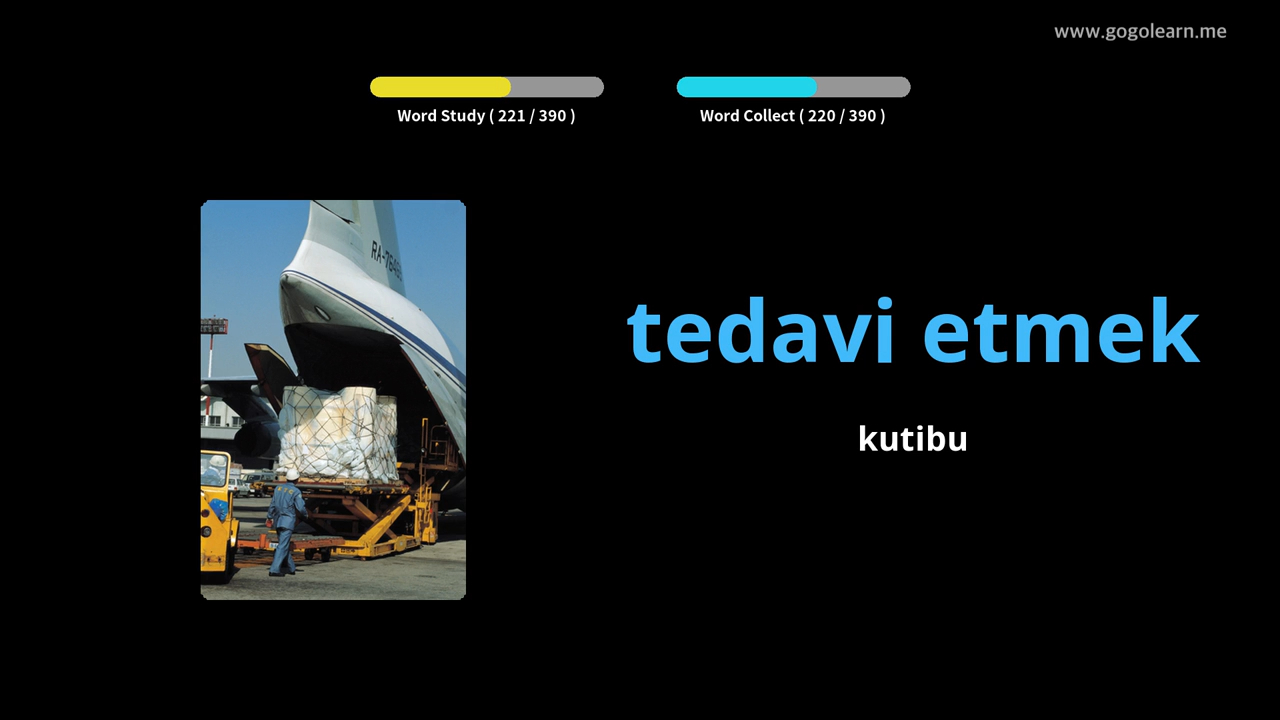 www.gogolearn.me
Word Study ( 221 / 390 )
Word Collect ( 220 / 390 )
tedavi etmek
kutibu